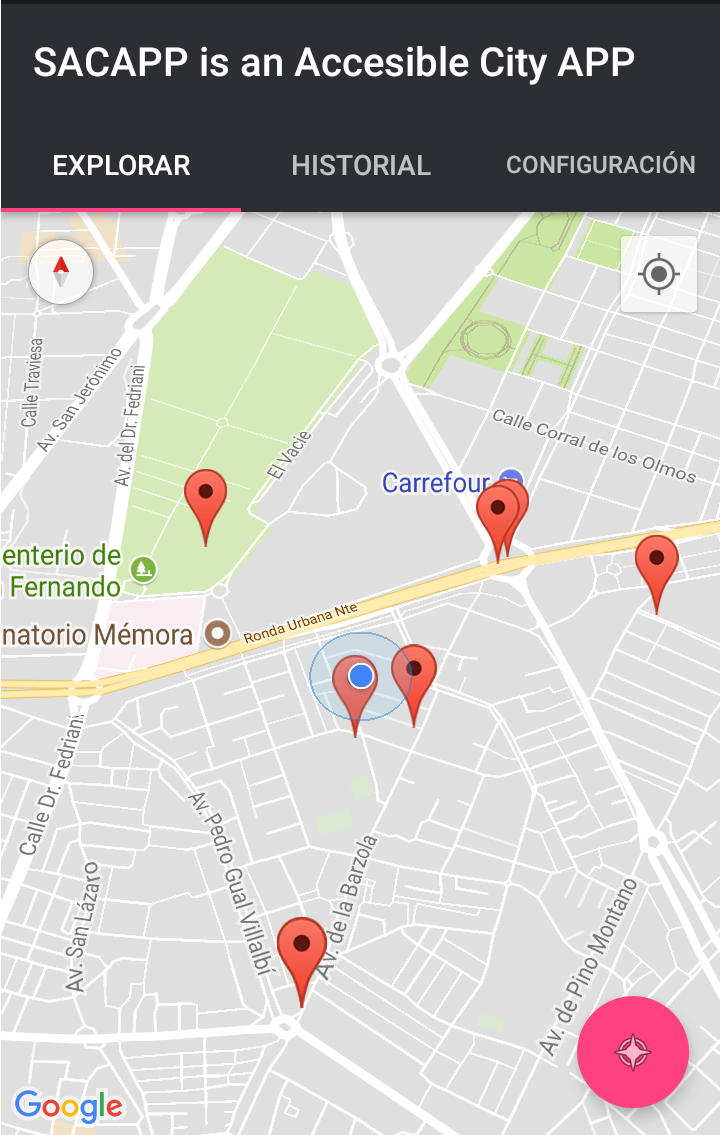 SACAPP is an Accesible City APP
EXPLORAR
HISTORIAL
CONFIGURACIÓN
Calle Traviesa
Av. San Jerónimo
Av. del Dr. Fedriani
El Vacie
Calle Corral de los Olmos
Carrefour
enterio de
Fernando
natorio Mémora
Ronda Urbana Nte
Calle Dr. Fedriani
Av. Pedro Gual Villalbí
Av. de la Barzola
Av. San Lázaro
Av. de Pino Montano
Google